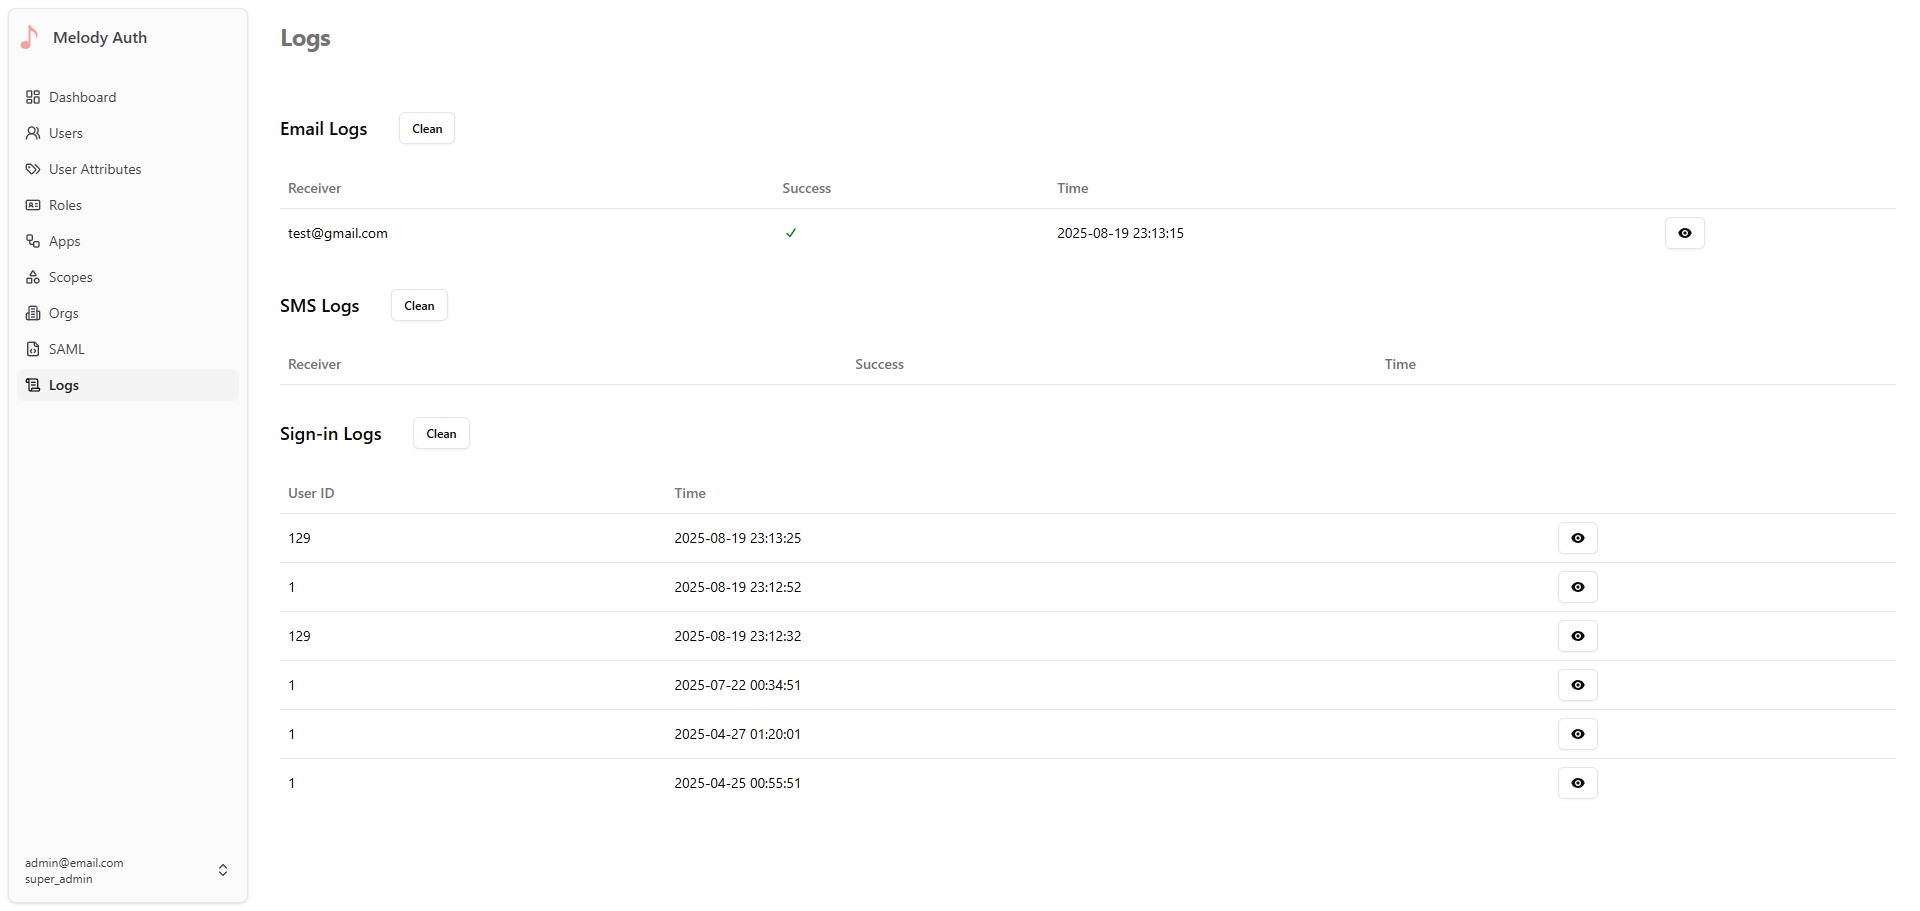 Melody Auth
Dashboard
Users
User Attributes
Roles
Apps
Scopes
Orgs
SAML
Logs
admin@email.com
super_admin
Logs
Email Logs Clean
Receiver Success Time
test@gmail.com 2025-08-19 23:13:15
SMS Logs Clean
Receiver Success Time
Sign-in Logs Clean
User ID Time
129 2025-08-19 23:13:25
1 2025-08-19 23:12:52
129 2025-08-19 23:12:32
1 2025-07-22 00:34:51
1 2025-04-27 01:20:01
1 2025-04-25 00:55:51